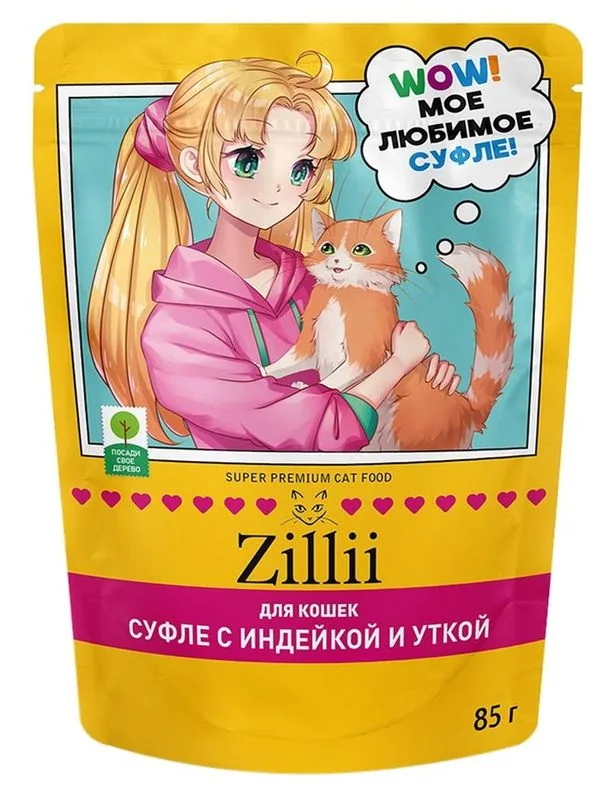 WOW!
МОЕ
ЛЮБИМОЕ
СУФЛЕ!
ПОСАДИ
СВОЕ
ДЕРЕВО
SUPER PREMIUM CAT FOOD
Zillii
ДЛЯ КОШЕК
СУФЛЕ С ИНДЕЙКОЙ И УТКОЙ
85 г